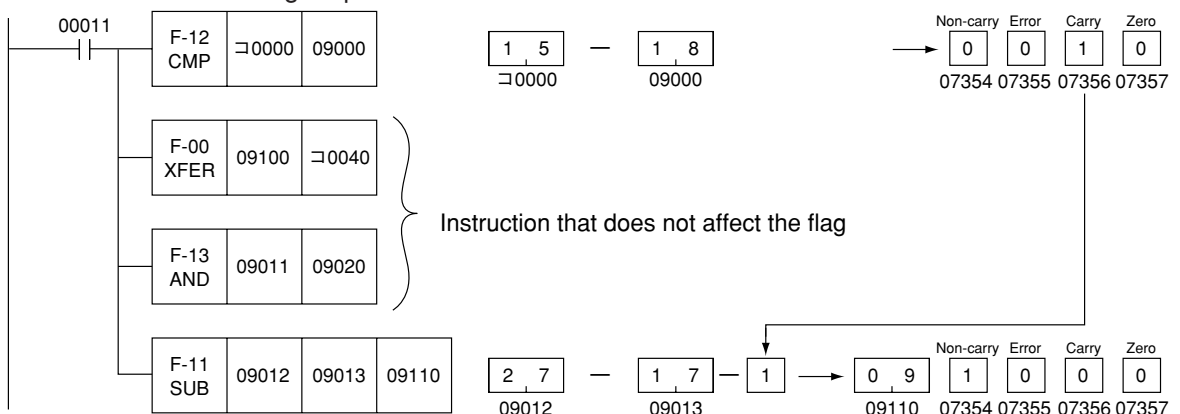 00011
F-12 CMP コ0000 09000
1 5 — 1 8
コ0000 09000
Non-carry Error Carry Zero
0 0 1 0
07354 07355 07356 07357
F-00 XFER 09100 コ0040
Instruction that does not affect the flag
F-13 AND 09011 09020
F-11 SUB 09012 09013 09110
2 7 — 1 7 — 1 0 9
09012 09013 09110
Non-carry Error Carry Zero
1 0 0 0
07354 07355 07356 07357